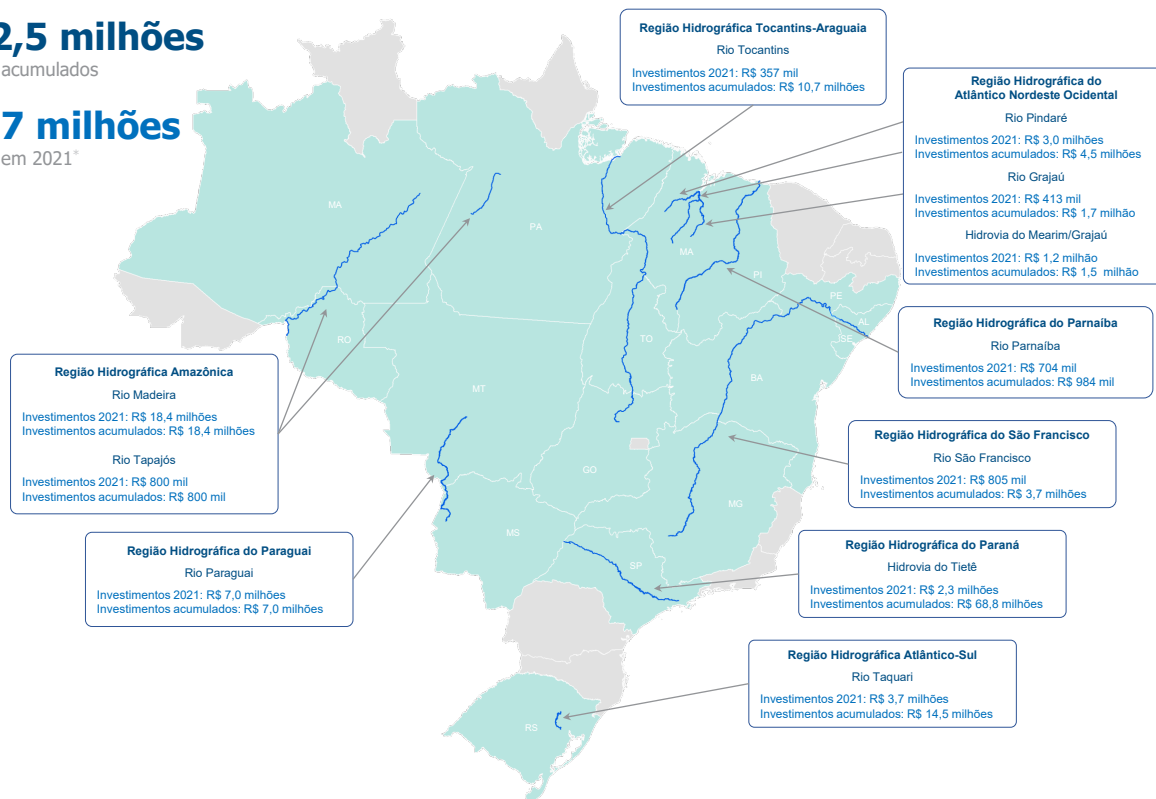 2,5 milhões
acumulados
7 milhões
em 2021*
Região Hidrográfica Tocantins-Araguaia
Rio Tocantins
Investimentos 2021: R$ 357 mil
Investimentos acumulados: R$ 10,7 milhões
Região Hidrográfica do
Atlântico Nordeste Ocidental
Rio Pindaré
Investimentos 2021: R$ 3,0 milhões
Investimentos acumulados: R$ 4,5 milhões
Rio Grajaú
Investimentos 2021: R$ 413 mil
Investimentos acumulados: R$ 1,7 milhão
Hidrovia do Mearim/Grajaú
Investimentos 2021: R$ 1,2 milhão
Investimentos acumulados: R$ 1,5 milhão
MA
PA
MA
PI
PE
AL
SE
RO
TO
BA
MT
GO
MG
MS
SP
RS
Região Hidrográfica do Parnaíba
Rio Parnaíba
Investimentos 2021: R$ 704 mil
Investimentos acumulados: R$ 984 mil
Região Hidrográfica Amazônica
Rio Madeira
Investimentos 2021: R$ 18,4 milhões
Investimentos acumulados: R$ 18,4 milhões
Rio Tapajós
Investimentos 2021: R$ 800 mil
Investimentos acumulados: R$ 800 mil
Região Hidrográfica do São Francisco
Rio São Francisco
Investimentos 2021: R$ 805 mil
Investimentos acumulados: R$ 3,7 milhões
Região Hidrográfica do Paraguai
Rio Paraguai
Investimentos 2021: R$ 7,0 milhões
Investimentos acumulados: R$ 7,0 milhões
Região Hidrográfica do Paraná
Hidrovia do Tietê
Investimentos 2021: R$ 2,3 milhões
Investimentos acumulados: R$ 68,8 milhões
Região Hidrográfica Atlântico-Sul
Rio Taquari
Investimentos 2021: R$ 3,7 milhões
Investimentos acumulados: R$ 14,5 milhões